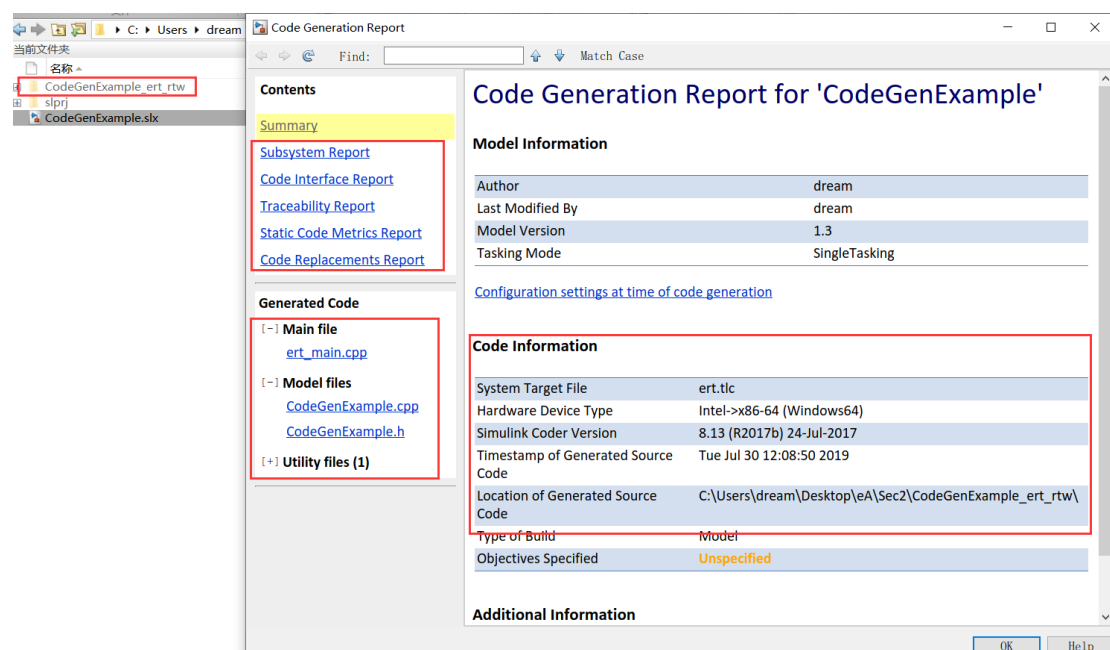 C: Users dream
当前文件夹
名称
CodeGenExample_ert_rtw
slprj
CodeGenExample.slx
Code Generation Report
Find:
Match Case
Contents
Summary
Subsystem Report
Code Interface Report
Traceability Report
Static Code Metrics Report
Code Replacements Report
Generated Code
[-] Main file
ert_main.cpp
[-] Model files
CodeGenExample.cpp
CodeGenExample.h
[+] Utility files (1)
Code Generation Report for 'CodeGenExample'
Model Information
Author dream
Last Modified By dream
Model Version 1.3
Tasking Mode SingleTasking
Configuration settings at time of code generation
Code Information
System Target File ert.tlc
Hardware Device Type Intel->x86-64 (Windows64)
Simulink Coder Version 8.13 (R2017b) 24-Jul-2017
Timestamp of Generated Source Tue Jul 30 12:08:50 2019
Code
Location of Generated Source C:\Users\dream\Desktop\eA\Sec2\CodeGenExample_ert_rtw\
Code
Type of Build Model
Objectives Specified Unspecified
Additional Information
OK Help